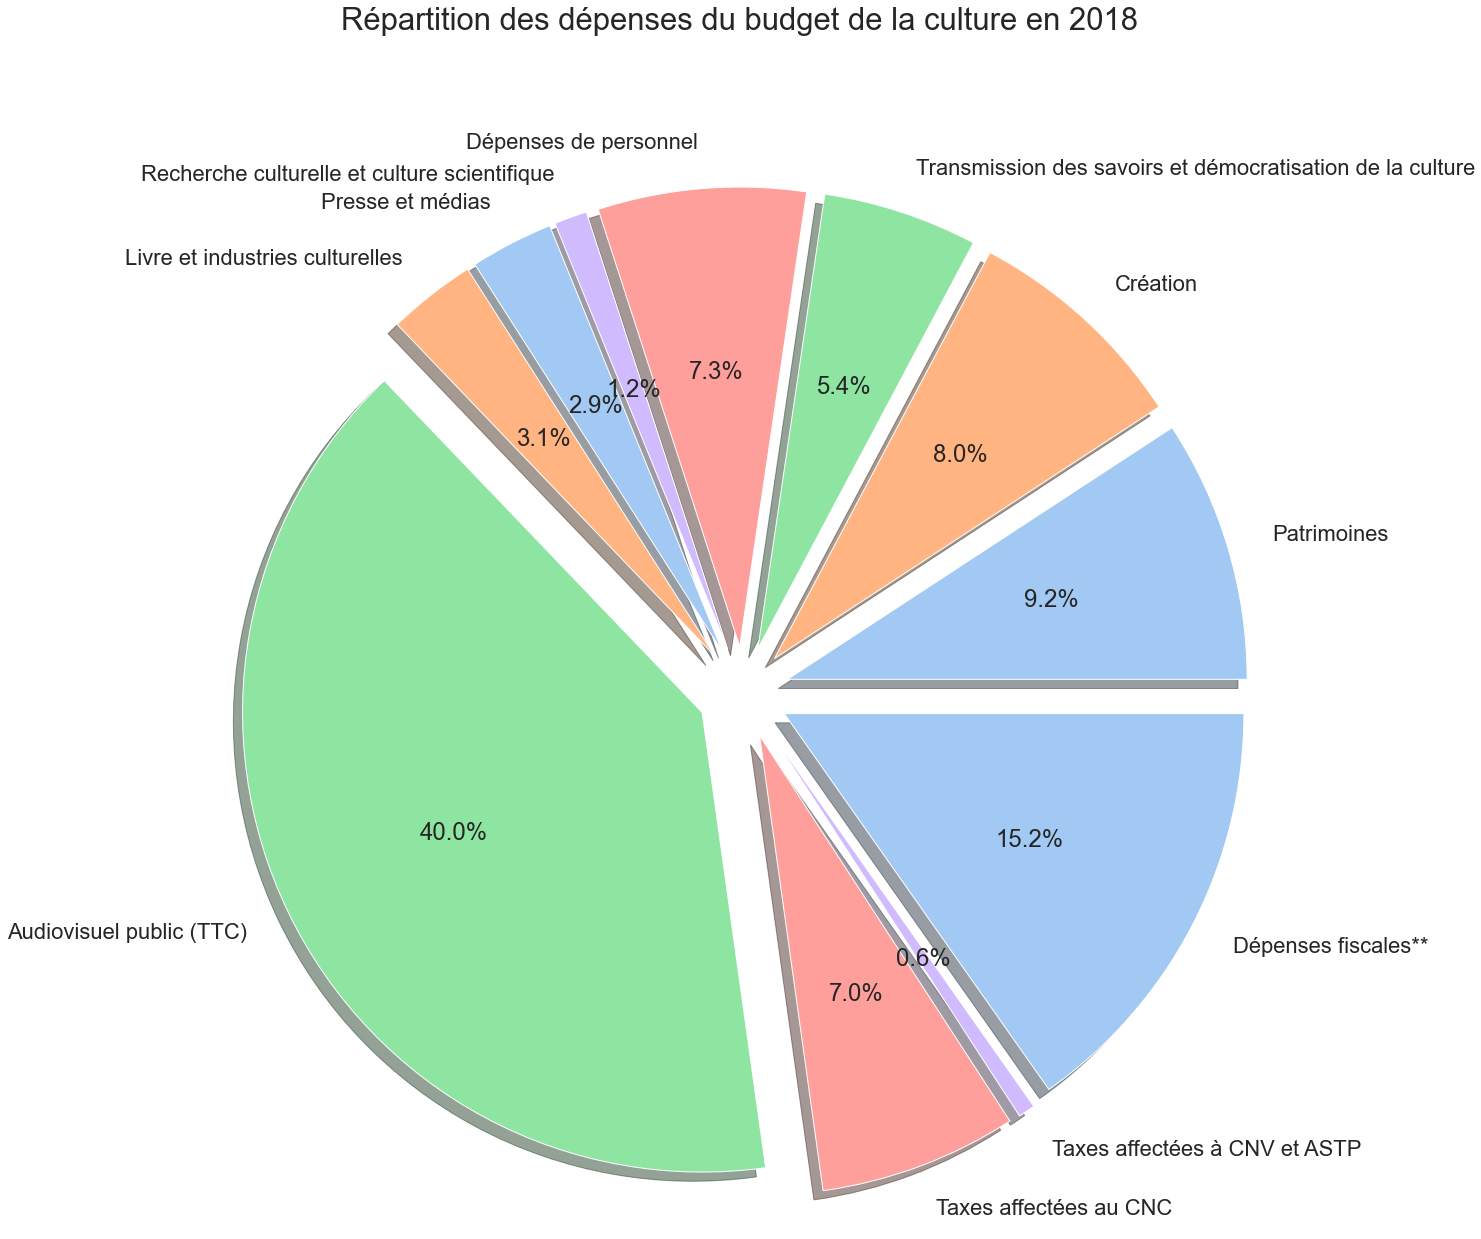 Répartition des dépenses du budget de la culture en 2018
Dépenses de personnel
Recherche culturelle et culture scientifique
Transmission des savoirs et démocratisation de la culture
Presse et médias
Livre et industries culturelles
Création
7.3%
5.4%
1.2%
2.9%
3.1%
8.0%
Patrimoines
9.2%
40.0%
15.2%
Audiovisuel public (TTC)
Dépenses fiscales**
0.6%
7.0%
Taxes affectées à CNV et ASTP
Taxes affectées au CNC